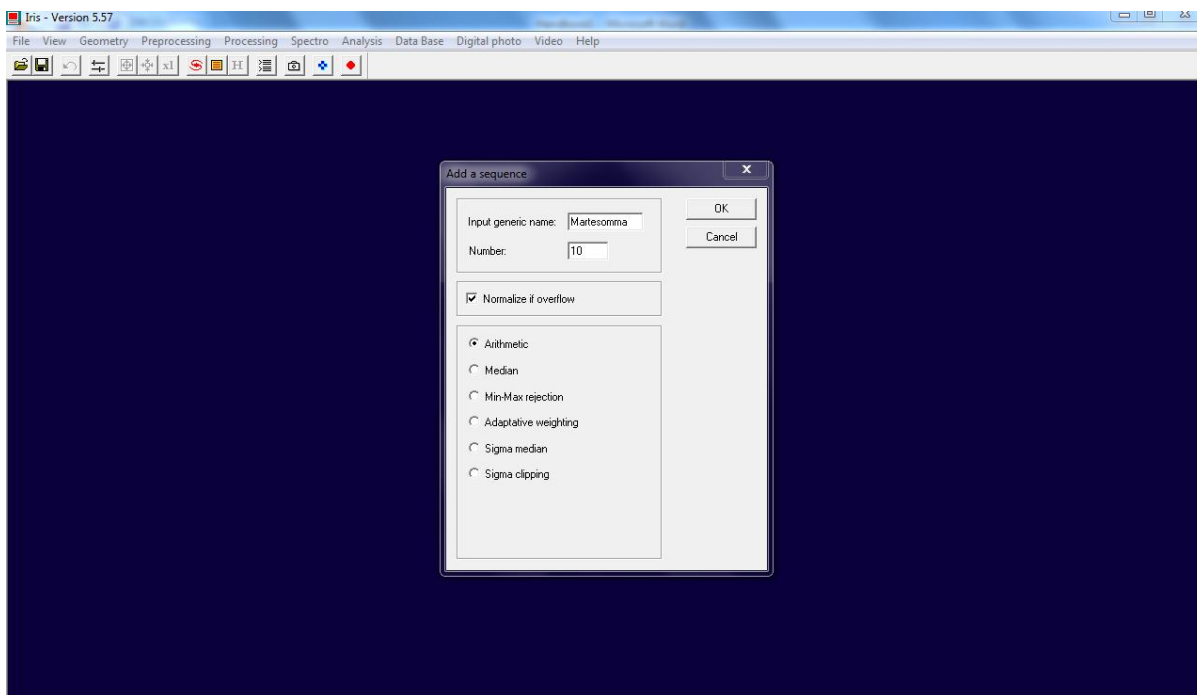 Iris - Version 5.57
File View Geometry Preprocessing Processing Spectro Analysis Data Base Digital photo Video Help
x1 H
Add a sequence
Input generic name: Martesomma
OK
Number: 10
Cancel
Normalize if overflow
Arithmetic
Median
Min-Max rejection
Adaptative weighting
Sigma median
Sigma clipping